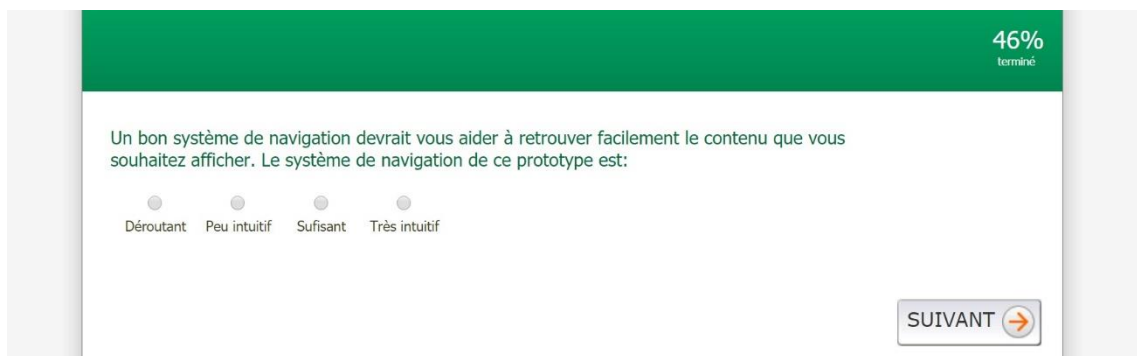 46%
terminé
Un bon système de navigation devrait vous aider à retrouver facilement le contenu que vous
souhaitez afficher. Le système de navigation de ce prototype est:
Déroutant Peu intuitif Sufisant Très intuitif
SUIVANT